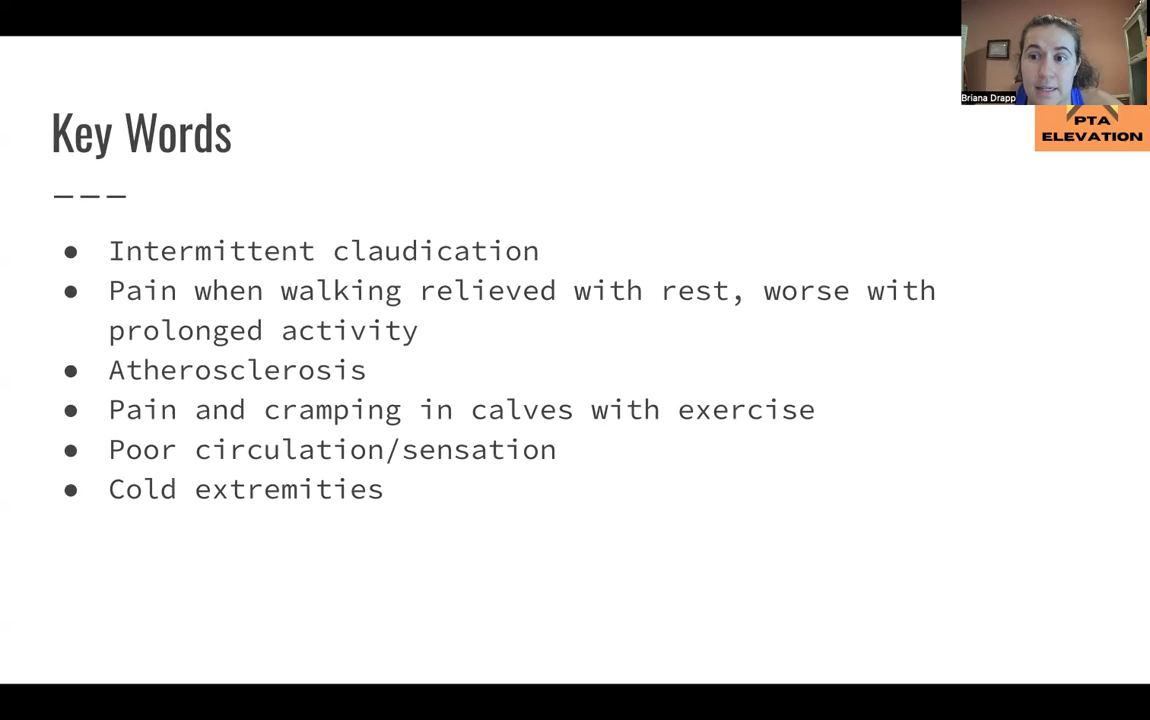 Briana Drapp
PTA
ELEVATION
Key Words
● Intermittent claudication
● Pain when walking relieved with rest, worse with
prolonged activity
● Atherosclerosis
● Pain and cramping in calves with exercise
● Poor circulation/sensation
● Cold extremities